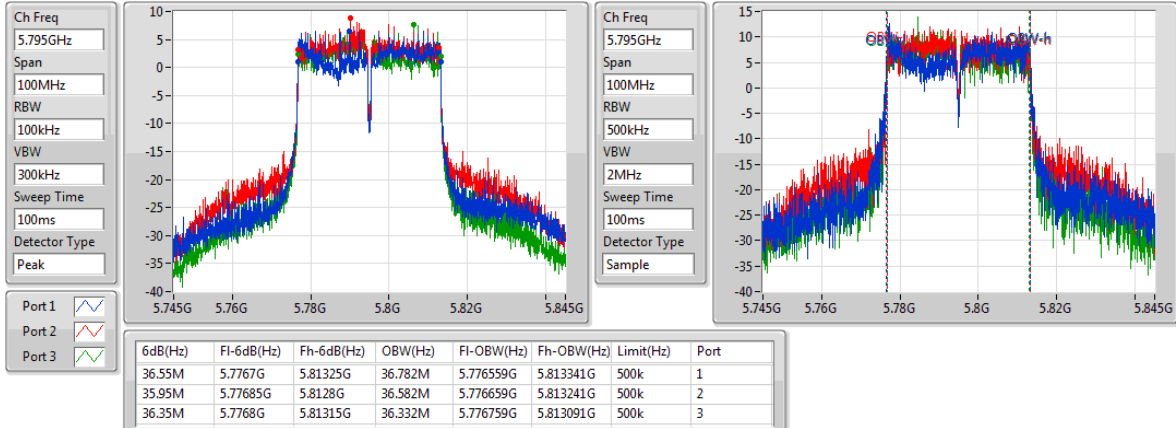 Ch Freq
5.795GHz
Span
100MHz
RBW
100kHz
VBW
300kHz
Sweep Time
100ms
Detector Type
Peak
Port 1
Port 2
Port 3
10
5
0
-5
-10
-15
-20
-25
-30
-35
-40
5.745G 5.76G 5.78G 5.8G 5.82G 5.845G
Ch Freq
5.795GHz
Span
100MHz
RBW
500kHz
VBW
2MHz
Sweep Time
100ms
Detector Type
Sample
15
10
5
0
-5
-10
-15
-20
-25
-30
-35
-40
OBW-h
5.745G 5.76G 5.78G 5.8G 5.82G 5.845G
6dB(Hz) Fl-6dB(Hz) Fh-6dB(Hz) OBW(Hz) Fl-OBW(Hz) Fh-OBW(Hz) Limit(Hz) Port
36.55M 5.7767G 5.81325G 36.782M 5.776559G 5.813341G 500k 1
35.95M 5.77685G 5.8128G 36.582M 5.776659G 5.813241G 500k 2
36.35M 5.7768G 5.81315G 36.332M 5.776759G 5.813091G 500k 3